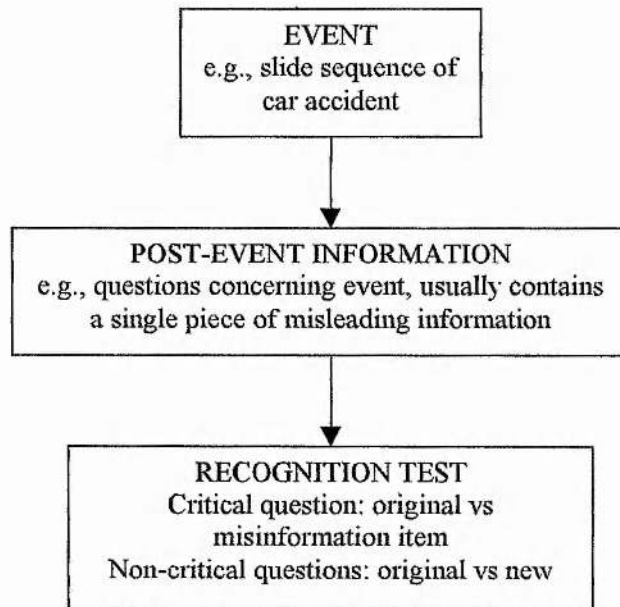 EVENT
e.g., slide sequence of
car accident
POST-EVENT INFORMATION
e.g., questions concerning event, usually contains
a single piece of misleading information
RECOGNITION TEST
Critical question: original vs
misinformation item
Non-critical questions: original vs new